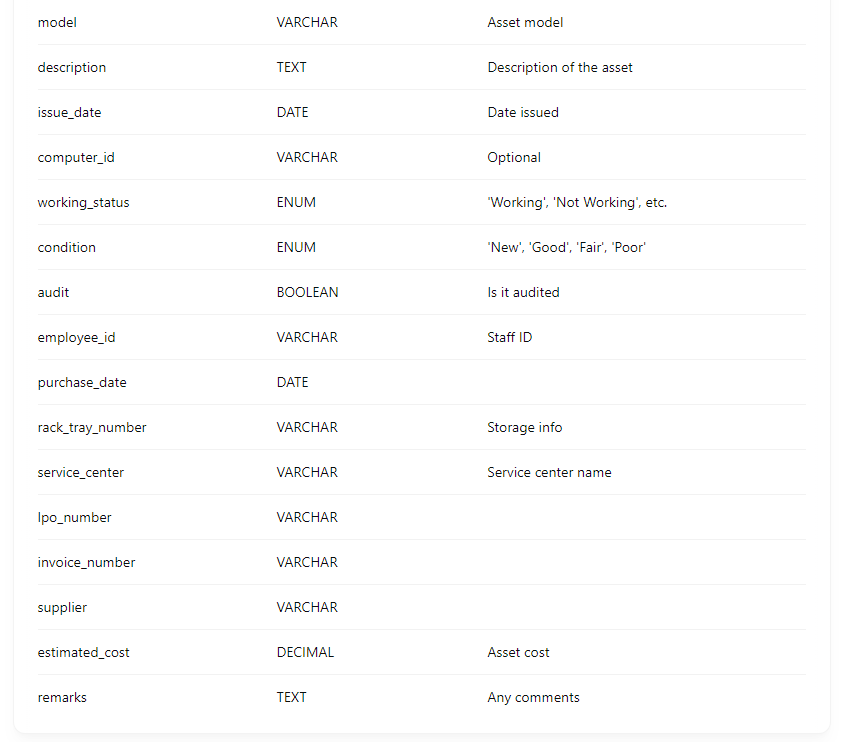 model VARCHAR Asset model
description TEXT Description of the asset
issue_date DATE Date issued
computer_id VARCHAR Optional
working_status ENUM 'Working', 'Not Working', etc.
condition ENUM 'New', 'Good', 'Fair', 'Poor'
audit BOOLEAN Is it audited
employee_id VARCHAR Staff ID
purchase_date DATE
rack_tray_number VARCHAR Storage info
service_center VARCHAR Service center name
lpo_number VARCHAR
invoice_number VARCHAR
supplier VARCHAR
estimated_cost DECIMAL Asset cost
remarks TEXT Any comments